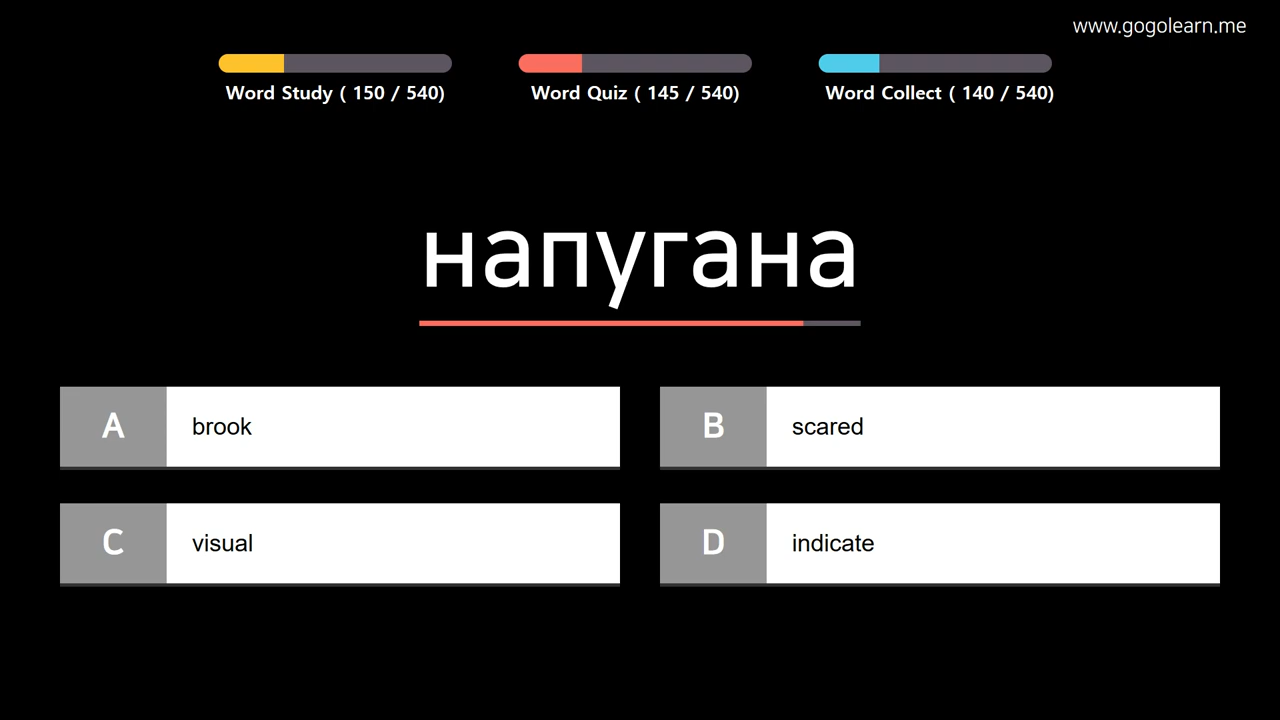 www.gogolearn.me
Word Study ( 150 / 540)
Word Quiz ( 145 / 540)
Word Collect ( 140 / 540)
напугана
A brook
B scared
C visual
D indicate